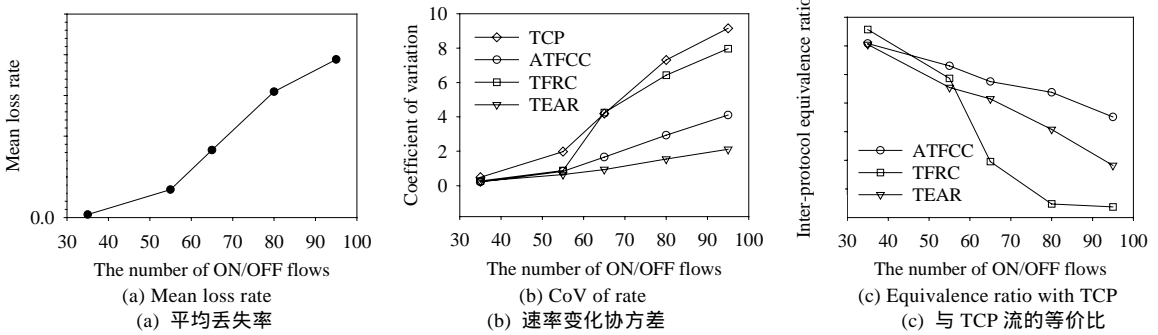 Mean loss rate
0.0
30 40 50 60 70 80 90 100
The number of ON/OFF flows
(a) Mean loss rate
(a) 平均丢失率
Coefficient of variation
10
8
6
4
2
0
TCP
ATFCC
TFRC
TEAR
30 40 50 60 70 80 90 100
The number of ON/OFF flows
(b) CoV of rate
(b) 速率变化协方差
Inter-protocol equivalence ratio
ATFCC
TFRC
TEAR
30 40 50 60 70 80 90 100
The number of ON/OFF flows
(c) Equivalence ratio with TCP
(c) 与 TCP 流的等价比